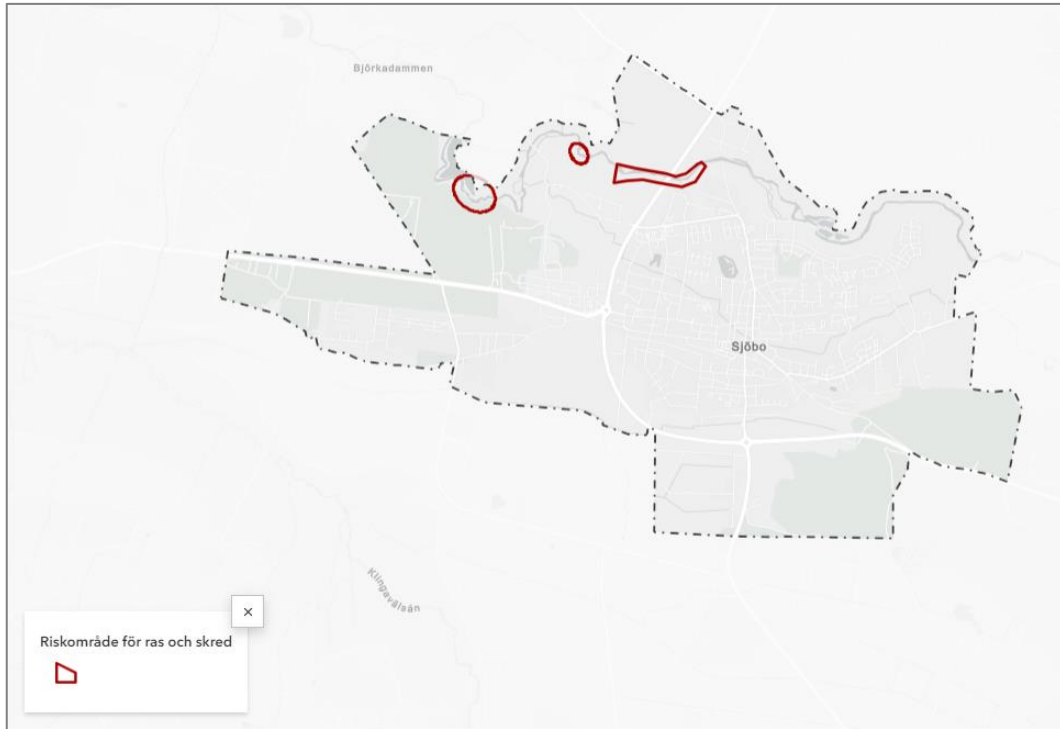 Björkadammen
Sjöbo
Klingavälsån
Riskområde för ras och skred